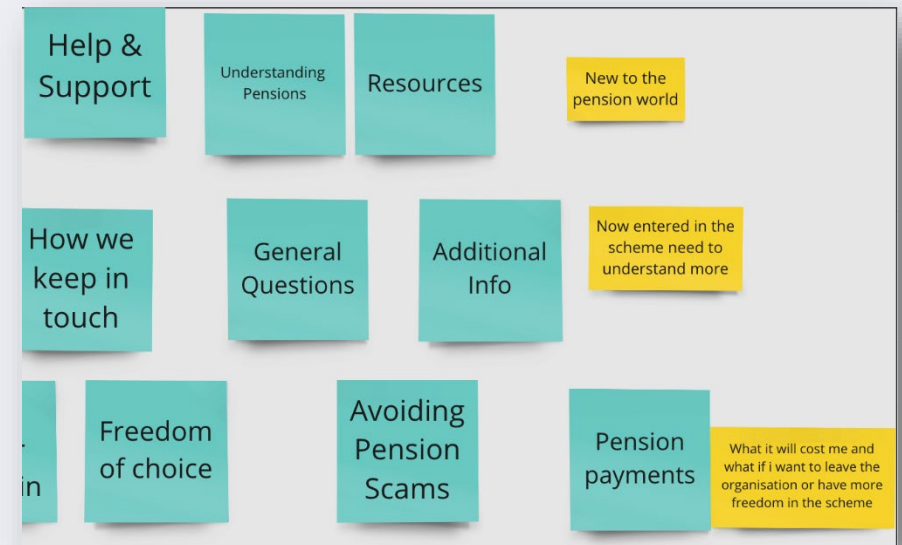 Help &
Support
Understanding
Pensions
Resources
New to the
pension world
How we
keep in
touch
General
Questions
Additional
Info
Now entered in the
scheme need to
understand more
in
Freedom
of choice
Avoiding
Pension
Scams
Pension
payments
What it will cost me and
what if i want to leave the
organisation or have more
freedom in the scheme